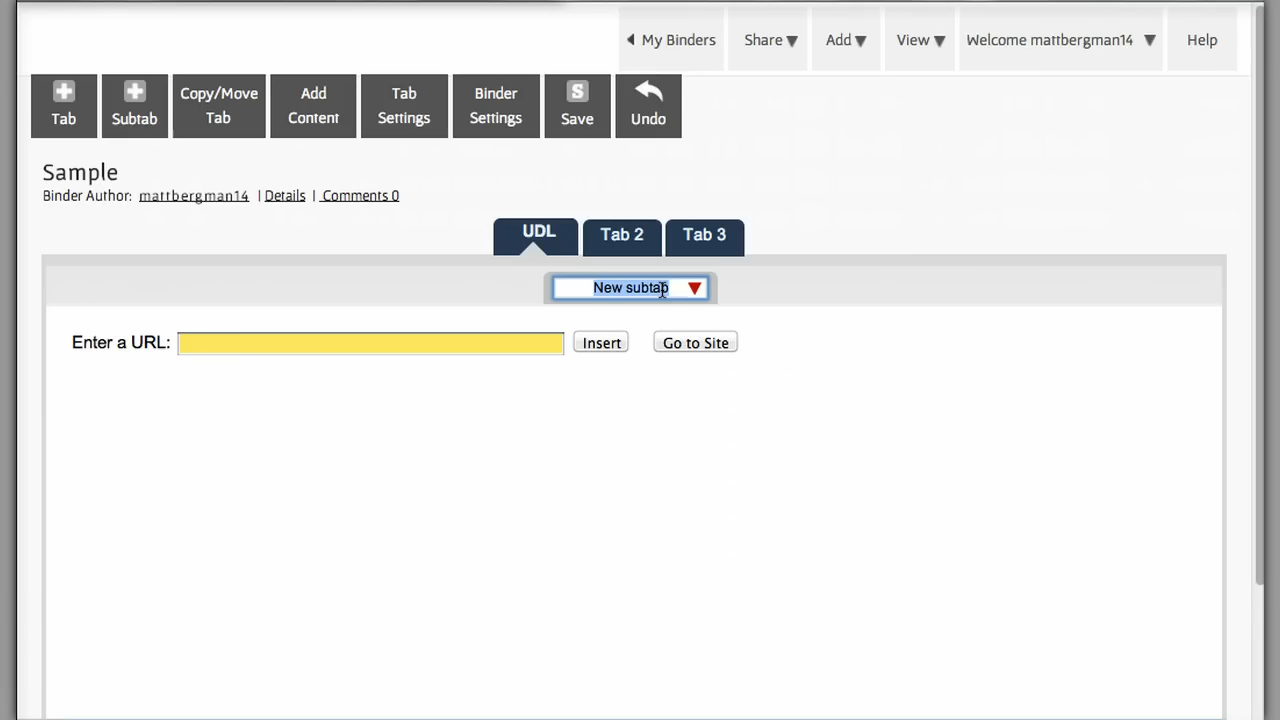 My Binders Share Add View Welcome mattbergman14 Help
Tab Subtab Copy/Move Tab Add Content Tab Settings Binder Settings S Save Undo
Sample
Binder Author: mattbergman14 | Details | Comments 0
UDL Tab 2 Tab 3
New subtab
Enter a URL: Insert Go to Site